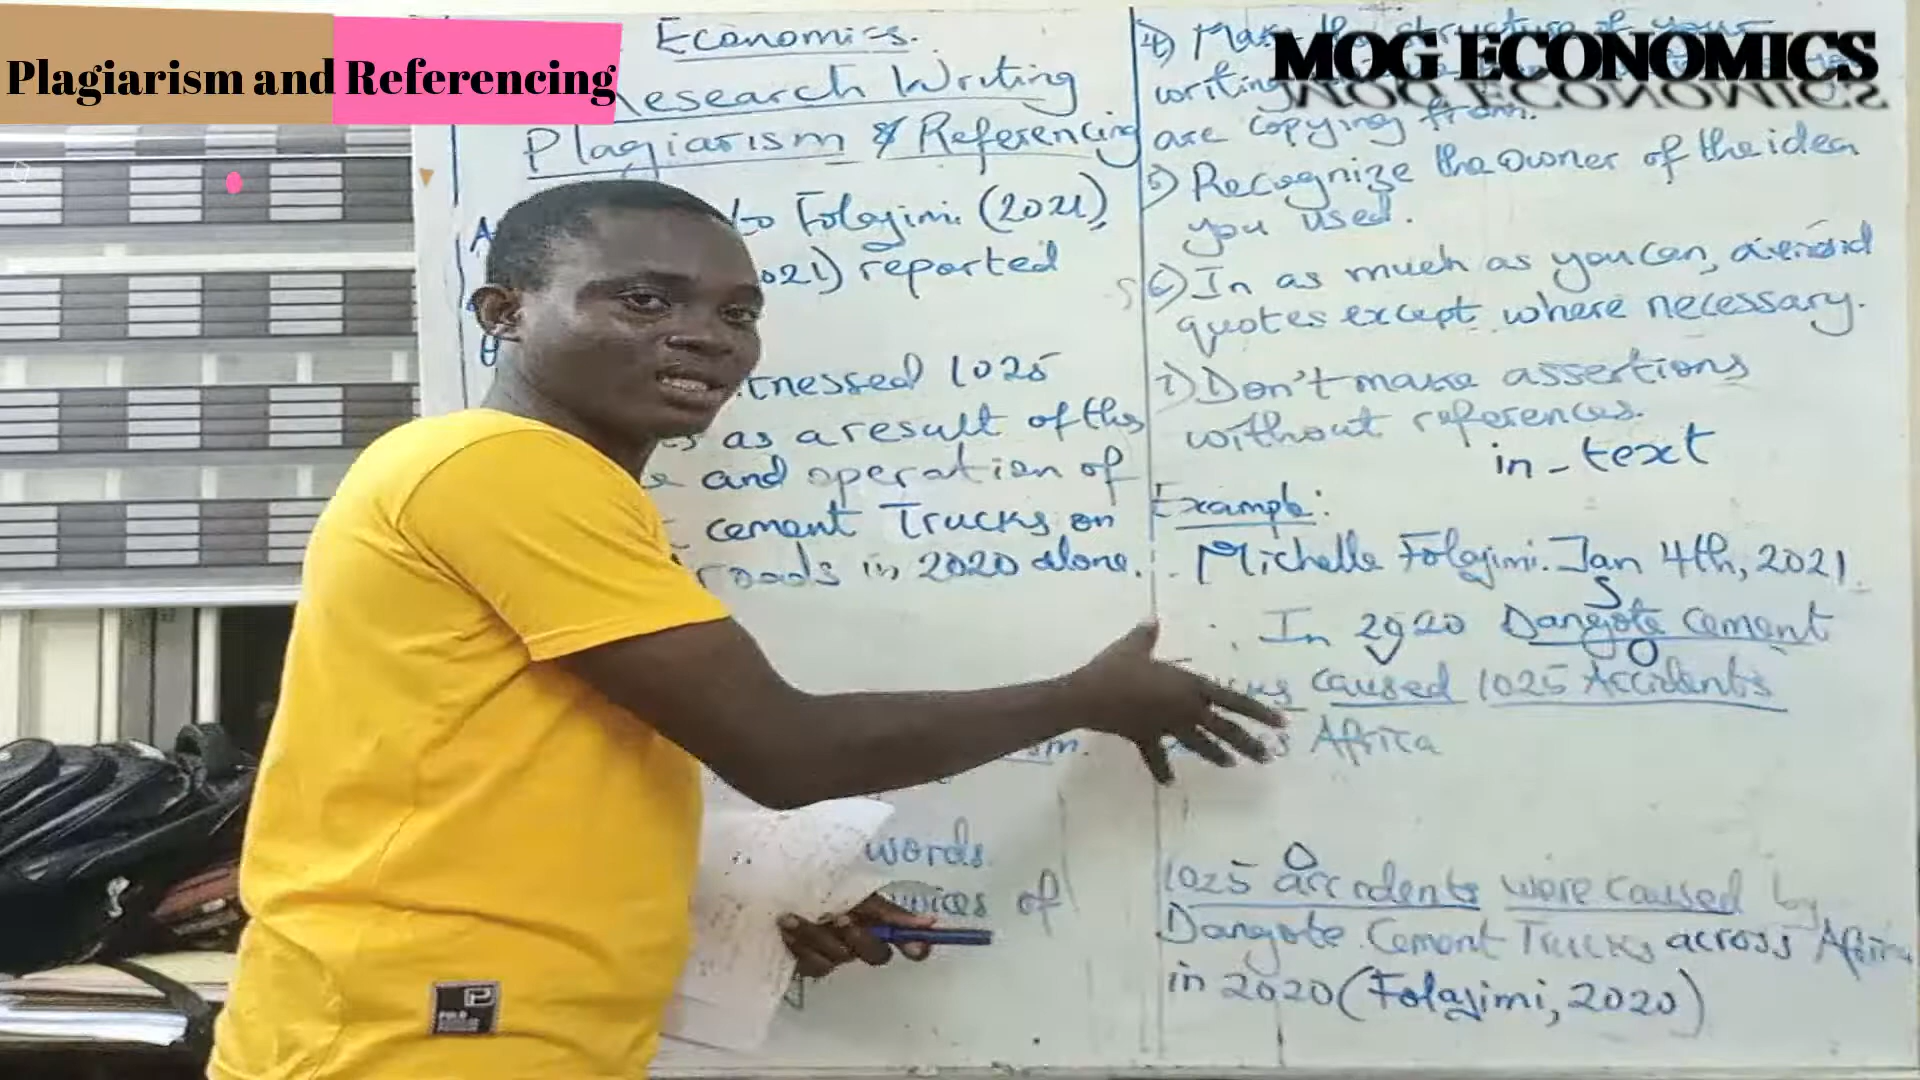 Plagiarism and Referencing
MOG ECONOMICS
Economics.
Research Writing
Plagiarism & Referencing
to Folajimi (2021),
021) reported
tnessed 1025
as a result of the
and operation of
cement Trucks on
roads in 2020 alone.
words
of
4)
writing
are copying from.
5) Recognize the owner of the idea
you used.
6) In as much as you can, avoid
quotes except where necessary.
7) Don't make assertions
without references.
in-text
Example:
Michelle Folajimi. Jan 4th, 2021.
S
In 2020 Dangote Cement
caused 1025 Accidents
Africa
O
1025 accidents were caused by
Dangote Cement Trucks across Africa
in 2020 (Folajimi, 2020)